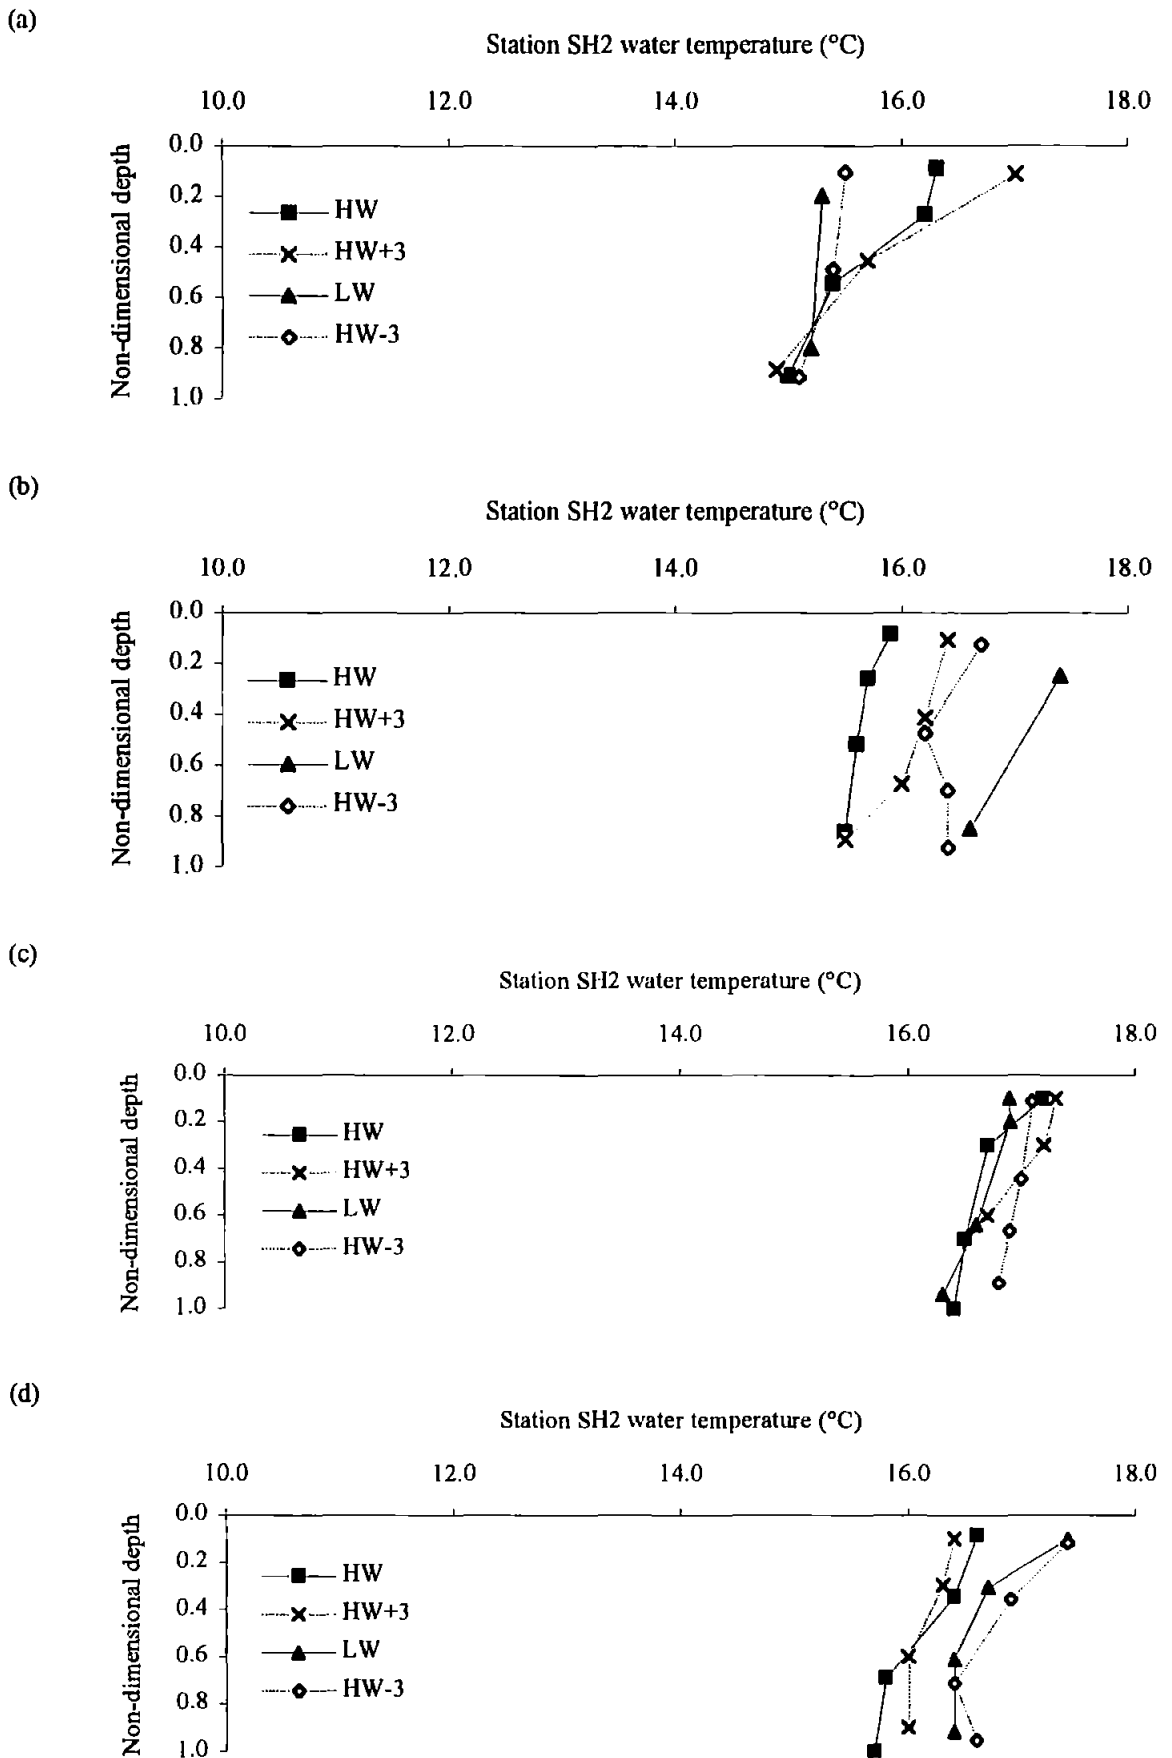 (a)
Station SH2 water temperature (°C)
10.0 12.0 14.0 16.0 18.0
Non-dimensional depth
0.0
0.2
0.4
0.6
0.8
1.0
HW
HW+3
LW
HW-3
(b)
Station SH2 water temperature (°C)
10.0 12.0 14.0 16.0 18.0
Non-dimensional depth
0.0
0.2
0.4
0.6
0.8
1.0
HW
HW+3
LW
HW-3
(c)
Station SH2 water temperature (°C)
10.0 12.0 14.0 16.0 18.0
Non-dimensional depth
0.0
0.2
0.4
0.6
0.8
1.0
HW
HW+3
LW
HW-3
(d)
Station SH2 water temperature (°C)
10.0 12.0 14.0 16.0 18.0
Non-dimensional depth
0.0
0.2
0.4
0.6
0.8
1.0
HW
HW+3
LW
HW-3